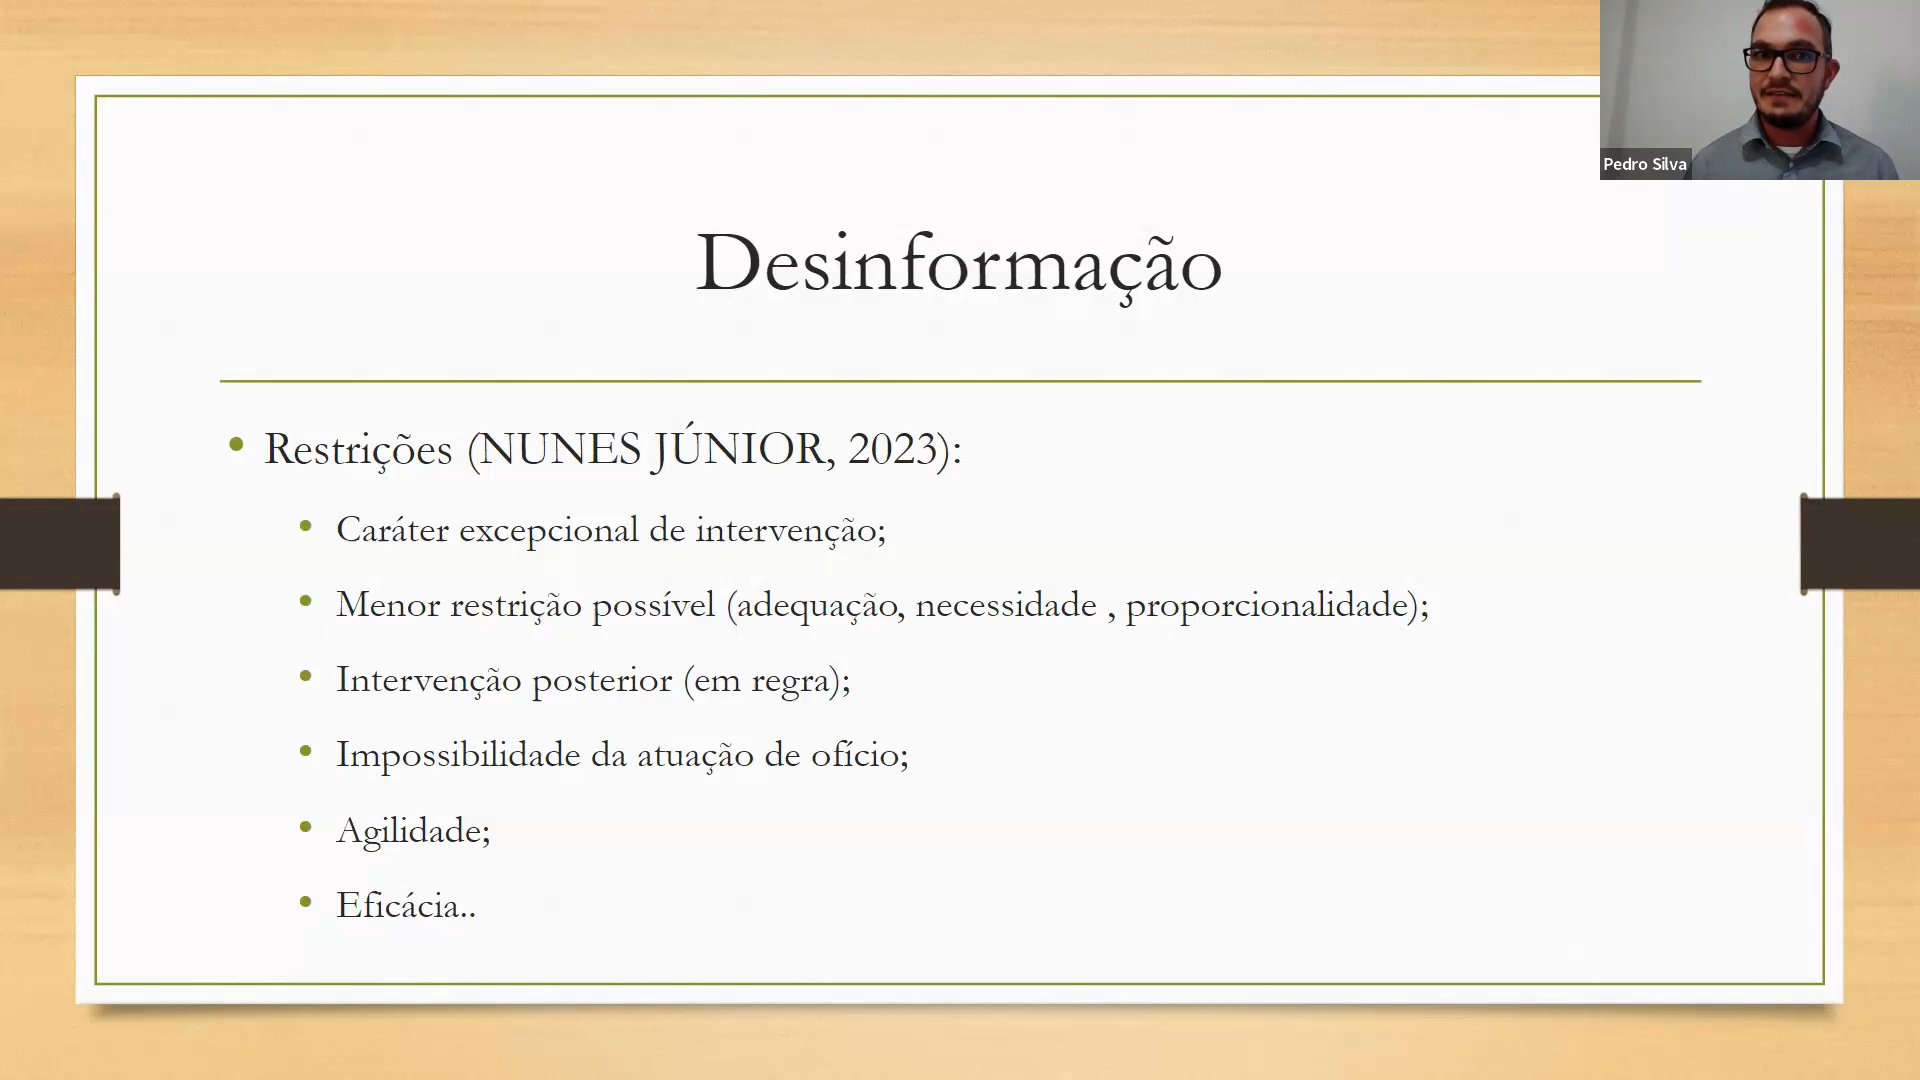 Pedro Silva
Desinformação
Restrições (NUNES JÚNIOR, 2023):
Caráter excepcional de intervenção;
Menor restrição possível (adequação, necessidade , proporcionalidade);
Intervenção posterior (em regra);
Impossibilidade da atuação de ofício;
Agilidade;
Eficácia..